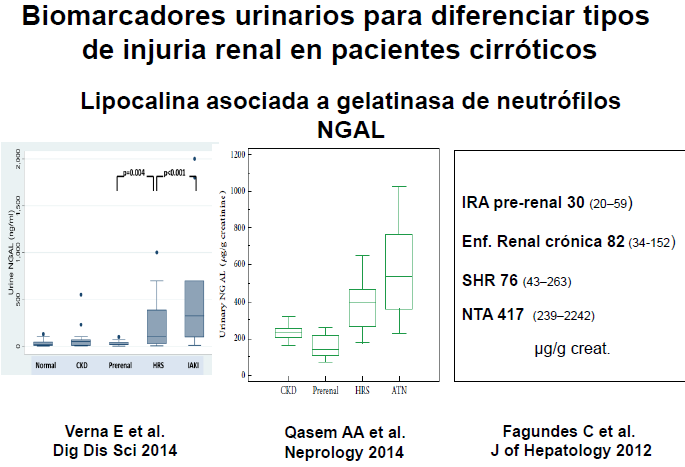 Biomarcadores urinarios para diferenciar tipos
de injuria renal en pacientes cirróticos
Lipocalina asociada a gelatinasa de neutrófilos
NGAL
Urine NGAL (ng/ml)
2,000
1,500
1,000
500
0
p=0.004
p<0.001
Normal CKD Prerenal HRS IAKI
Urinary NGAL (µg/g creatinine)
1200
1000
800
600
400
200
0
CKD Prerenal HRS ATN
IRA pre-renal 30 (20–59)
Enf. Renal crónica 82 (34-152)
SHR 76 (43–263)
NTA 417 (239–2242)
µg/g creat.
Verna E et al.
Dig Dis Sci 2014
Qasem AA et al.
Neprology 2014
Fagundes C et al.
J of Hepatology 2012